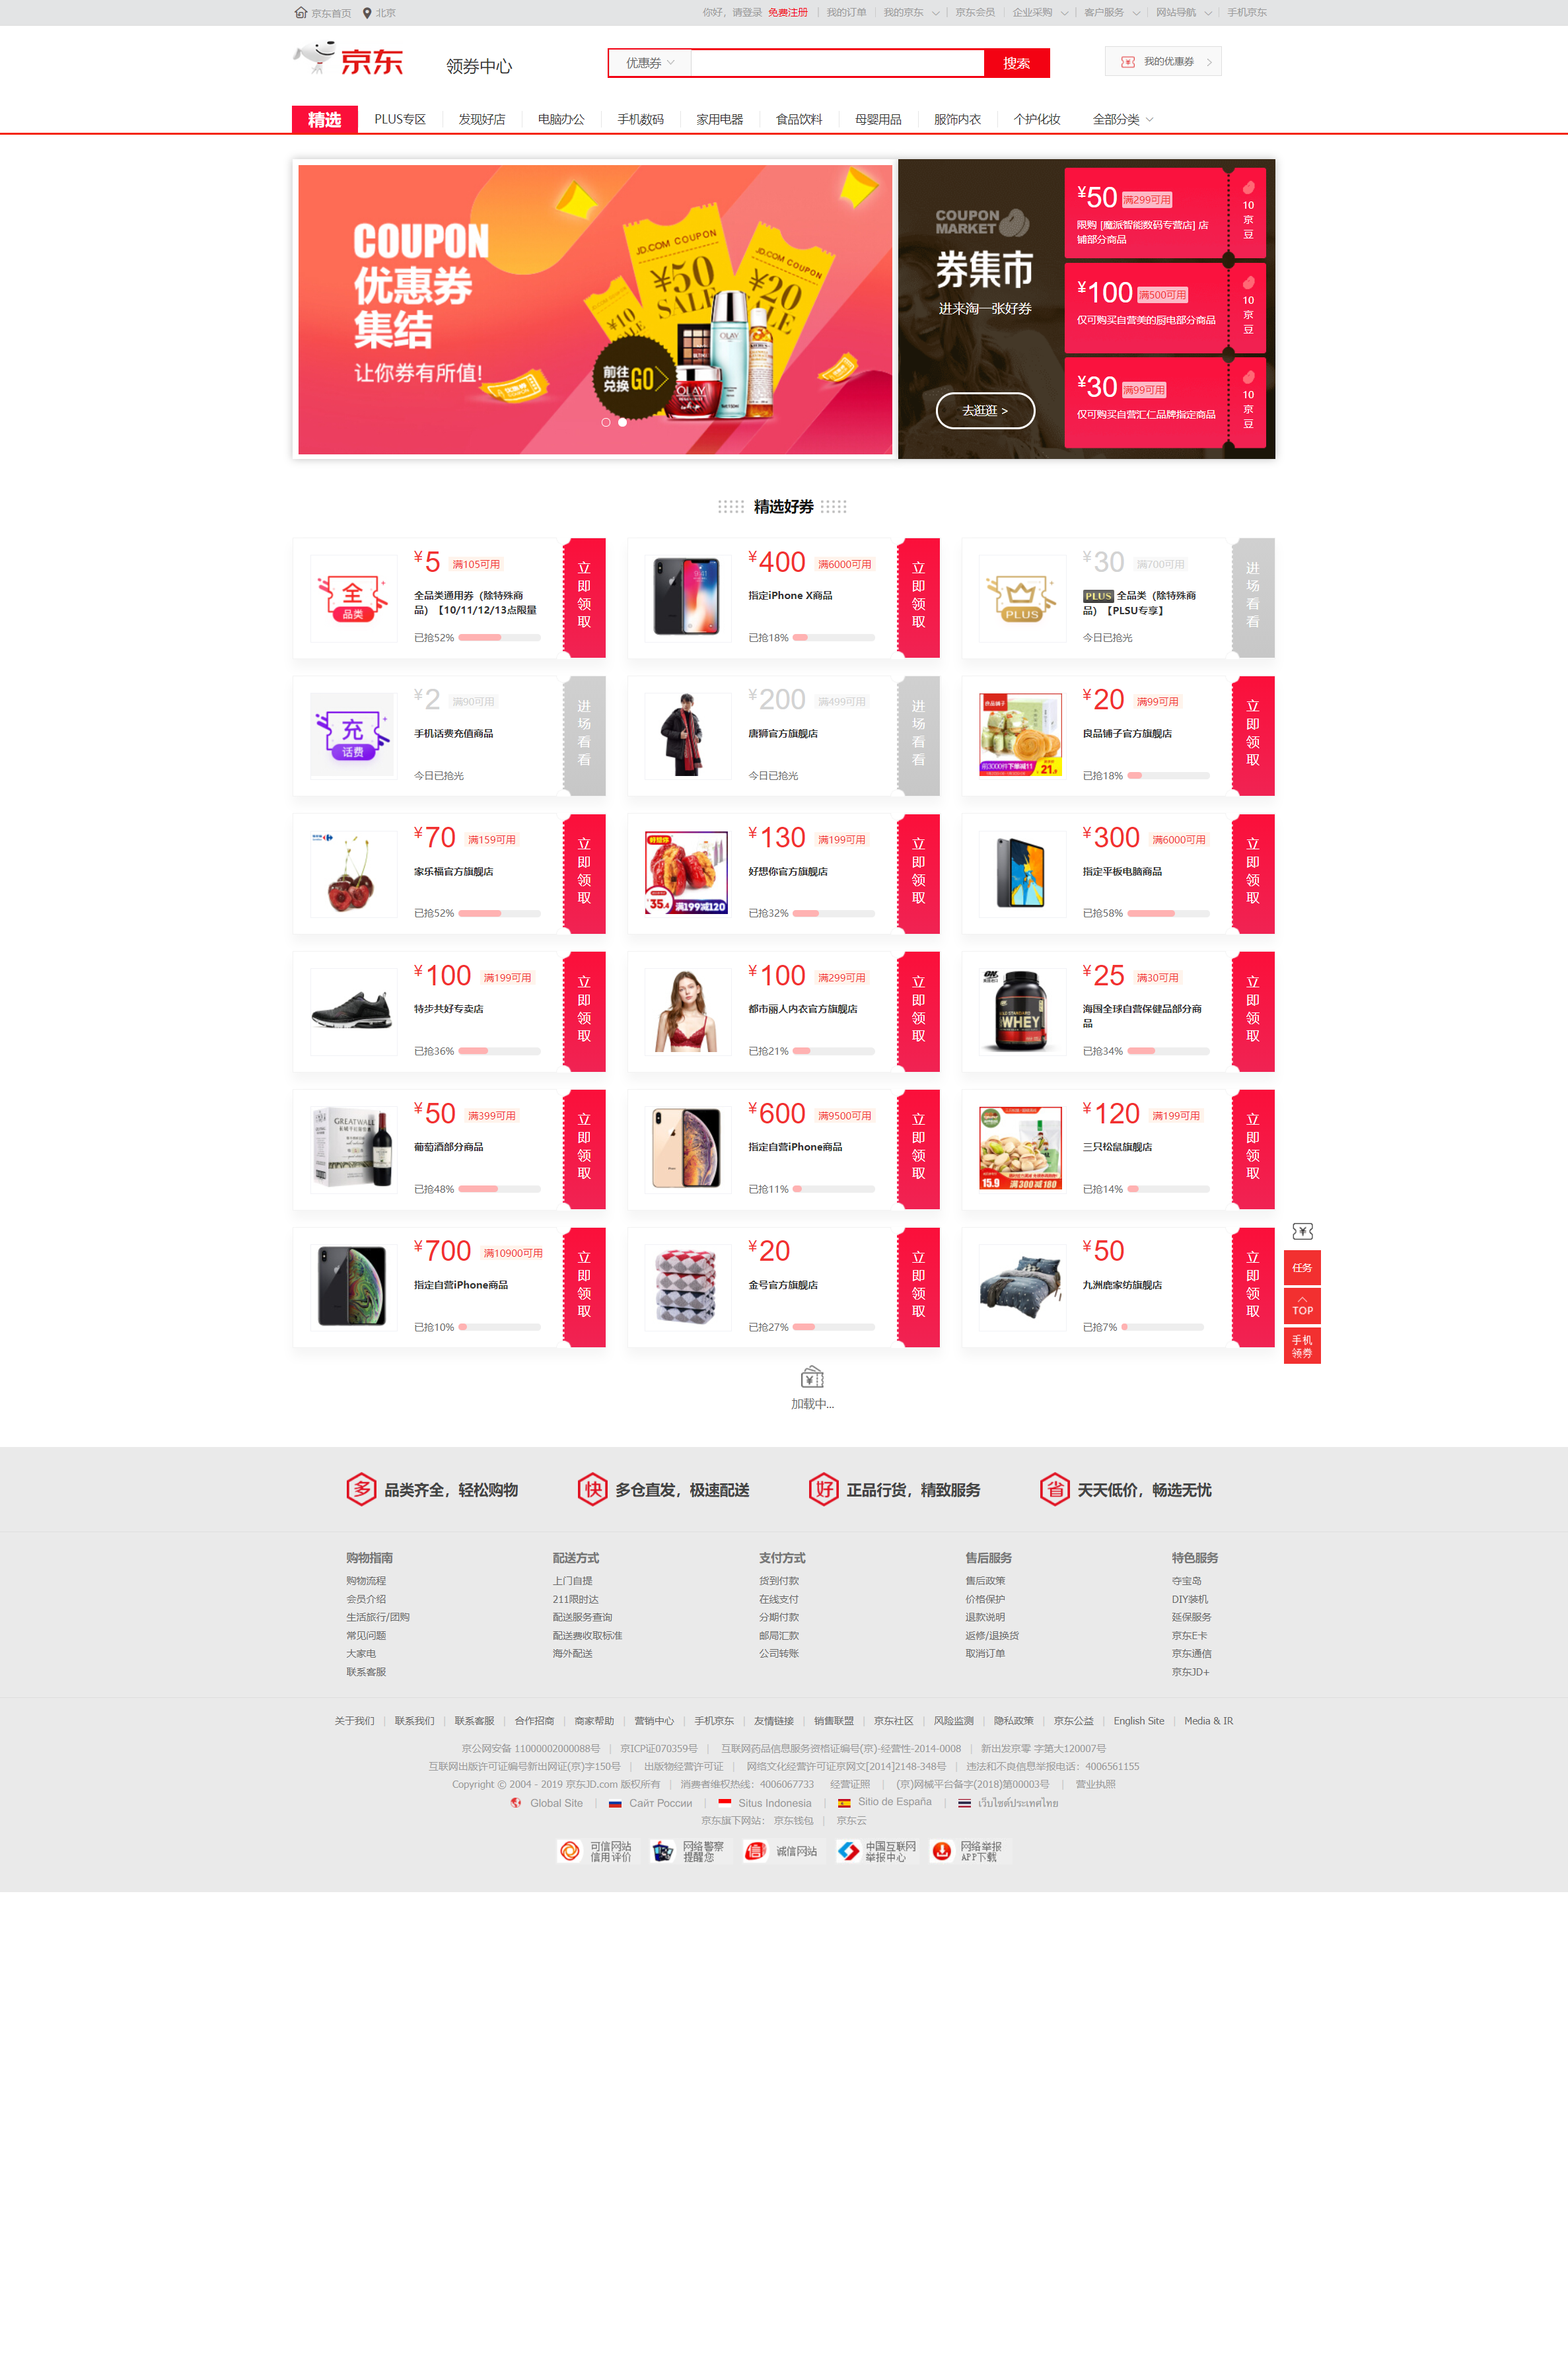 京东首页 北京 你好，请登录 免费注册 我的订单 我的京东 京东会员 企业采购 客户服务 网站导航 手机京东
京东 领券中心 优惠券 搜索 我的优惠券
精选 PLUS专区 发现好店 电脑办公 手机数码 家用电器 食品饮料 母婴用品 服饰内衣 个护化妆 全部分类
COUPON
优惠券
集结
让你券有所值!
JD.COM COUPON
¥50
SALE
JD.COM COUPON
¥20
SALE
¥10
OLAY
OLAY
前往
兑换GO
COUPON
MARKET
券集市
进来淘一张好券
去逛逛 >
¥50 满299可用
限购 [魔派智能数码专营店] 店
铺部分商品
10
京
豆
¥100 满500可用
仅可购买自营美的厨电部分商品
10
京
豆
¥30 满99可用
仅可购买自营汇仁品牌指定商品
10
京
豆
精选好券
全
品类
¥5 满105可用
全品类通用券（除特殊商
品）【10/11/12/13点限量
已抢52%
立即领取
¥400 满6000可用
指定iPhone X商品
已抢18%
立即领取
PLUS
¥30 满700可用
PLUS 全品类（除特殊商
品）【PLSU专享】
今日已抢光
进场看看
充
话费
¥2 满90可用
手机话费充值商品
今日已抢光
进场看看
¥200 满499可用
唐狮官方旗舰店
今日已抢光
进场看看
¥20 满99可用
良品铺子官方旗舰店
已抢18%
立即领取
¥70 满159可用
家乐福官方旗舰店
已抢52%
立即领取
35.4 满199减120
¥130 满199可用
好想你官方旗舰店
已抢32%
立即领取
¥300 满6000可用
指定平板电脑商品
已抢58%
立即领取
¥100 满199可用
特步共好专卖店
已抢36%
立即领取
¥100 满299可用
都市丽人内衣官方旗舰店
已抢21%
立即领取
WHEY
¥25 满30可用
海囤全球自营保健品部分商
品
已抢34%
立即领取
GREATWALL
¥50 满399可用
葡萄酒部分商品
已抢48%
立即领取
¥600 满9500可用
指定自营iPhone商品
已抢11%
立即领取
15.9 满300减180
¥120 满199可用
三只松鼠旗舰店
已抢14%
立即领取
¥700 满10900可用
指定自营iPhone商品
已抢10%
立即领取
¥20
金号官方旗舰店
已抢27%
立即领取
¥50
九洲鹿家纺旗舰店
已抢7%
立即领取
任务
TOP
手机
领券
加载中...
多 品类齐全，轻松购物 快 多仓直发，极速配送 好 正品行货，精致服务 省 天天低价，畅选无忧
购物指南 配送方式 支付方式 售后服务 特色服务
购物流程 上门自提 货到付款 售后政策 夺宝岛
会员介绍 211限时达 在线支付 价格保护 DIY装机
生活旅行/团购 配送服务查询 分期付款 退款说明 延保服务
常见问题 配送费收取标准 邮局汇款 返修/退换货 京东E卡
大家电 海外配送 公司转账 取消订单 京东通信
联系客服 京东JD+
关于我们 | 联系我们 | 联系客服 | 合作招商 | 商家帮助 | 营销中心 | 手机京东 | 友情链接 | 销售联盟 | 京东社区 | 风险监测 | 隐私政策 | 京东公益 | English Site | Media & IR
京公网安备 11000002000088号 | 京ICP证070359号 | 互联网药品信息服务资格证编号(京)-经营性-2014-0008 | 新出发京零 字第大120007号
互联网出版许可证编号新出网证(京)字150号 | 出版物经营许可证 | 网络文化经营许可证京网文[2014]2148-348号 | 违法和不良信息举报电话：4006561155
Copyright © 2004 - 2019 京东JD.com 版权所有 | 消费者维权热线：4006067733 经营证照 | (京)网械平台备字(2018)第00003号 | 营业执照
Global Site | Сайт России | Situs Indonesia | Sitio de España | เว็บไซต์ประเทศไทย
京东旗下网站： 京东钱包 | 京东云
可信网站 网络警察 诚信网站 中国互联网 网络举报
信用评价 提醒您 举报中心 APP下载